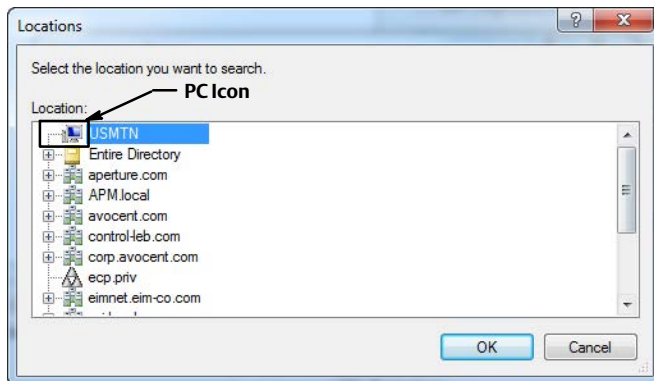 Locations
Select the location you want to search.
PC Icon
Location:
USMTN
Entire Directory
aperture.com
APM.local
avocent.com
control-leb.com
corp.avocent.com
ecp.priv
eimnet.eim-co.com
OK
Cancel